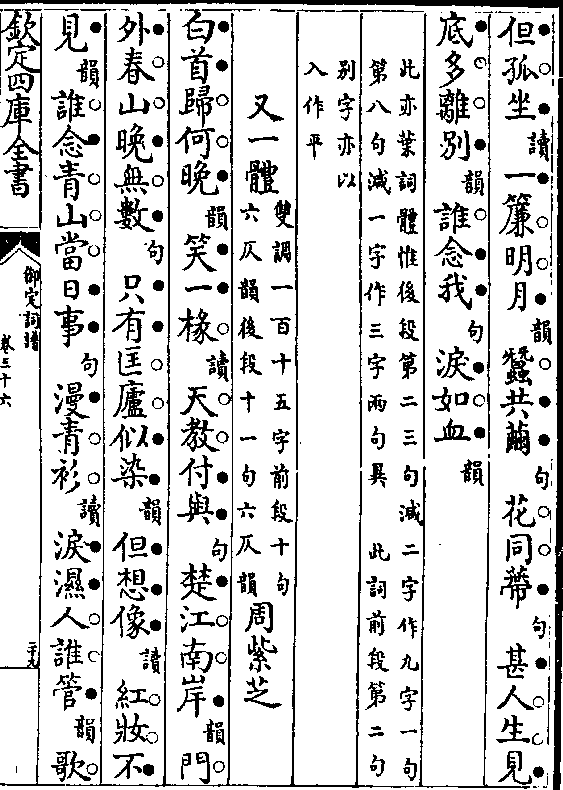 但孤坐讀一簾明月韻蠶共繭句花同蔕句甚人生見
底多離別韻誰念我句淚如血韻
此亦葉詞體惟後段第二三句減二字作九字一句
第八句減一字作三字兩句異　此詞前段第二句
別字亦以
入作平
又一體雙調一百十五字前段十句
六仄韻後段十一句六仄韻周紫芝
白首歸何晚韻笑一椽讀天教付與句楚江南岸韻門
外春山晚無數句只有匡廬似染韻但想像讀紅妝不
見韻誰念青山當日事句漫青衫讀淚濕人誰管韻歌
欽定四庫全書
御定詞譜
卷三十六
二十九